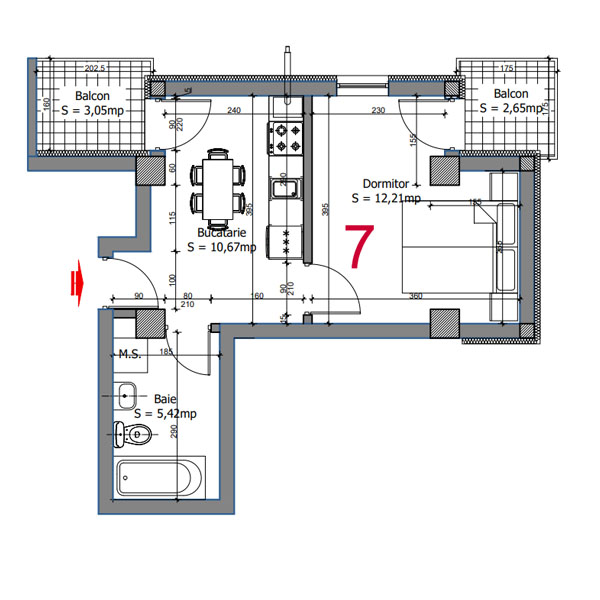 202.5
175
Balcon
S = 3,05mp
Balcon
S = 2,65mp
160
175
5
90
220
240
230
155
60
Dormitor
S = 12,21mp
185
115
395
395
Bucatarie
S = 10,67mp
7
100
90
210
90
80
210
160
360
15
M.S.
185
Baie
S = 5,42mp
290